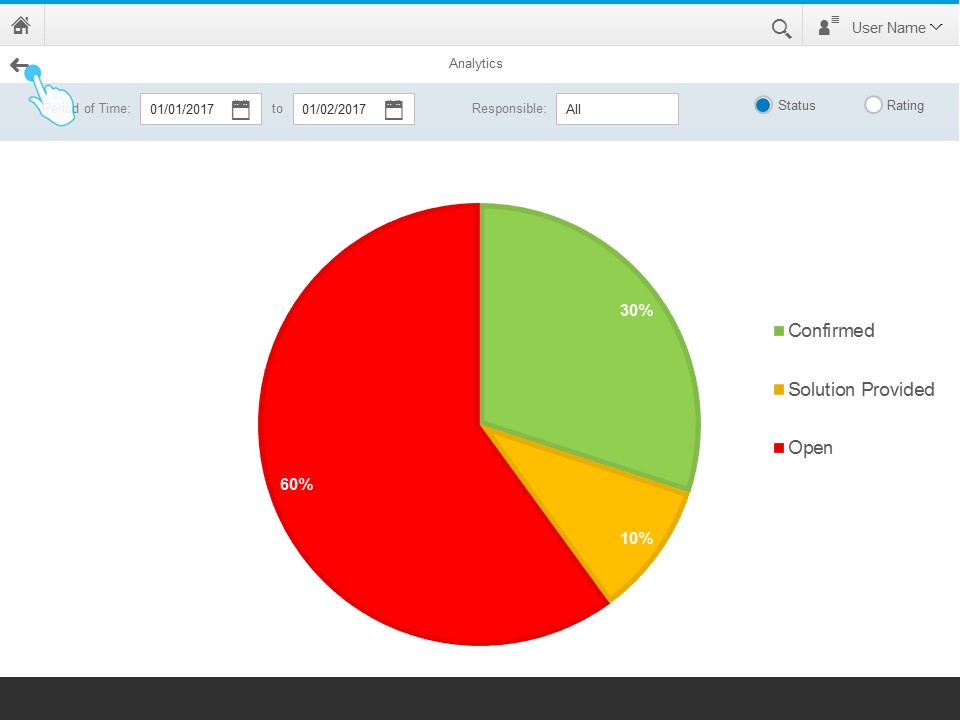 User Name
Analytics
Period of Time: 01/01/2017 to 01/02/2017 Responsible: All Status Rating
30%
Confirmed
Solution Provided
Open
60%
10%